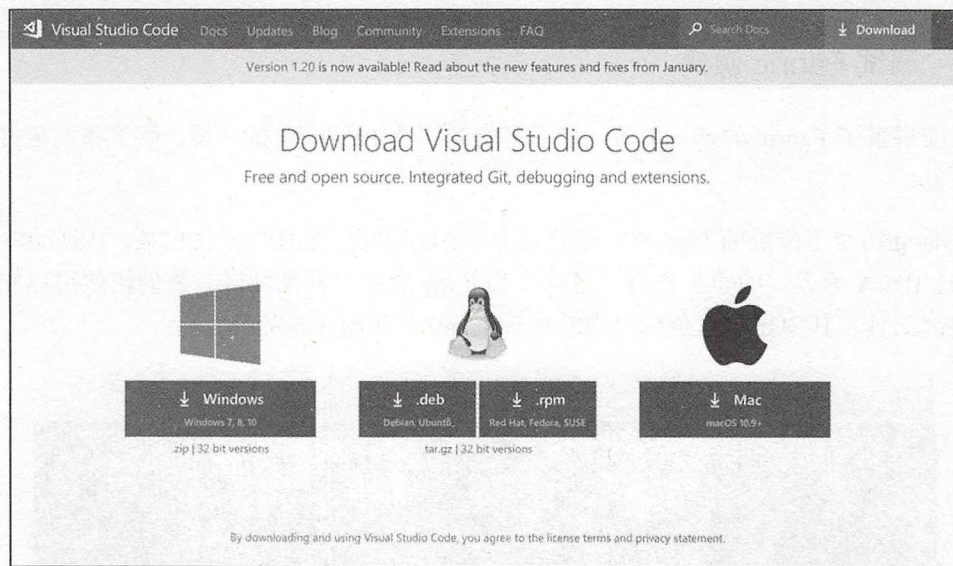 Visual Studio Code Docs Updates Blog Community Extensions FAQ Search Docs Download
Version 1.20 is now available! Read about the new features and fixes from January.
Download Visual Studio Code
Free and open source. Integrated Git, debugging and extensions.
Windows
Windows 7, 8, 10
.zip | 32 bit versions
.deb
Debian, Ubuntu
.rpm
Red Hat, Fedora, SUSE
tar.gz | 32 bit versions
Mac
macOS 10.9+
By downloading and using Visual Studio Code, you agree to the license terms and privacy statement.